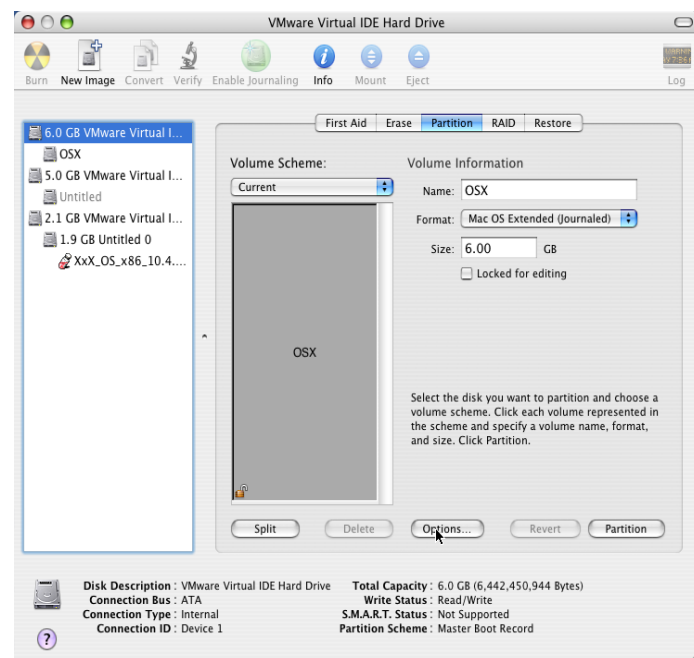 VMware Virtual IDE Hard Drive
Burn New Image Convert Verify Enable Journaling Info Mount Eject Log
First Aid Erase Partition RAID Restore
6.0 GB VMware Virtual I...
OSX
5.0 GB VMware Virtual I...
Untitled
2.1 GB VMware Virtual I...
1.9 GB Untitled 0
XxX_OS_x86_10.4....
Volume Scheme:
Current
OSX
Volume Information
Name: OSX
Format: Mac OS Extended (Journaled)
Size: 6.00 GB
Locked for editing
Select the disk you want to partition and choose a
volume scheme. Click each volume represented in
the scheme and specify a volume name, format,
and size. Click Partition.
Split Delete Options... Revert Partition
Disk Description : VMware Virtual IDE Hard Drive Total Capacity : 6.0 GB (6,442,450,944 Bytes)
Connection Bus : ATA Write Status : Read/Write
Connection Type : Internal S.M.A.R.T. Status : Not Supported
Connection ID : Device 1 Partition Scheme : Master Boot Record
?